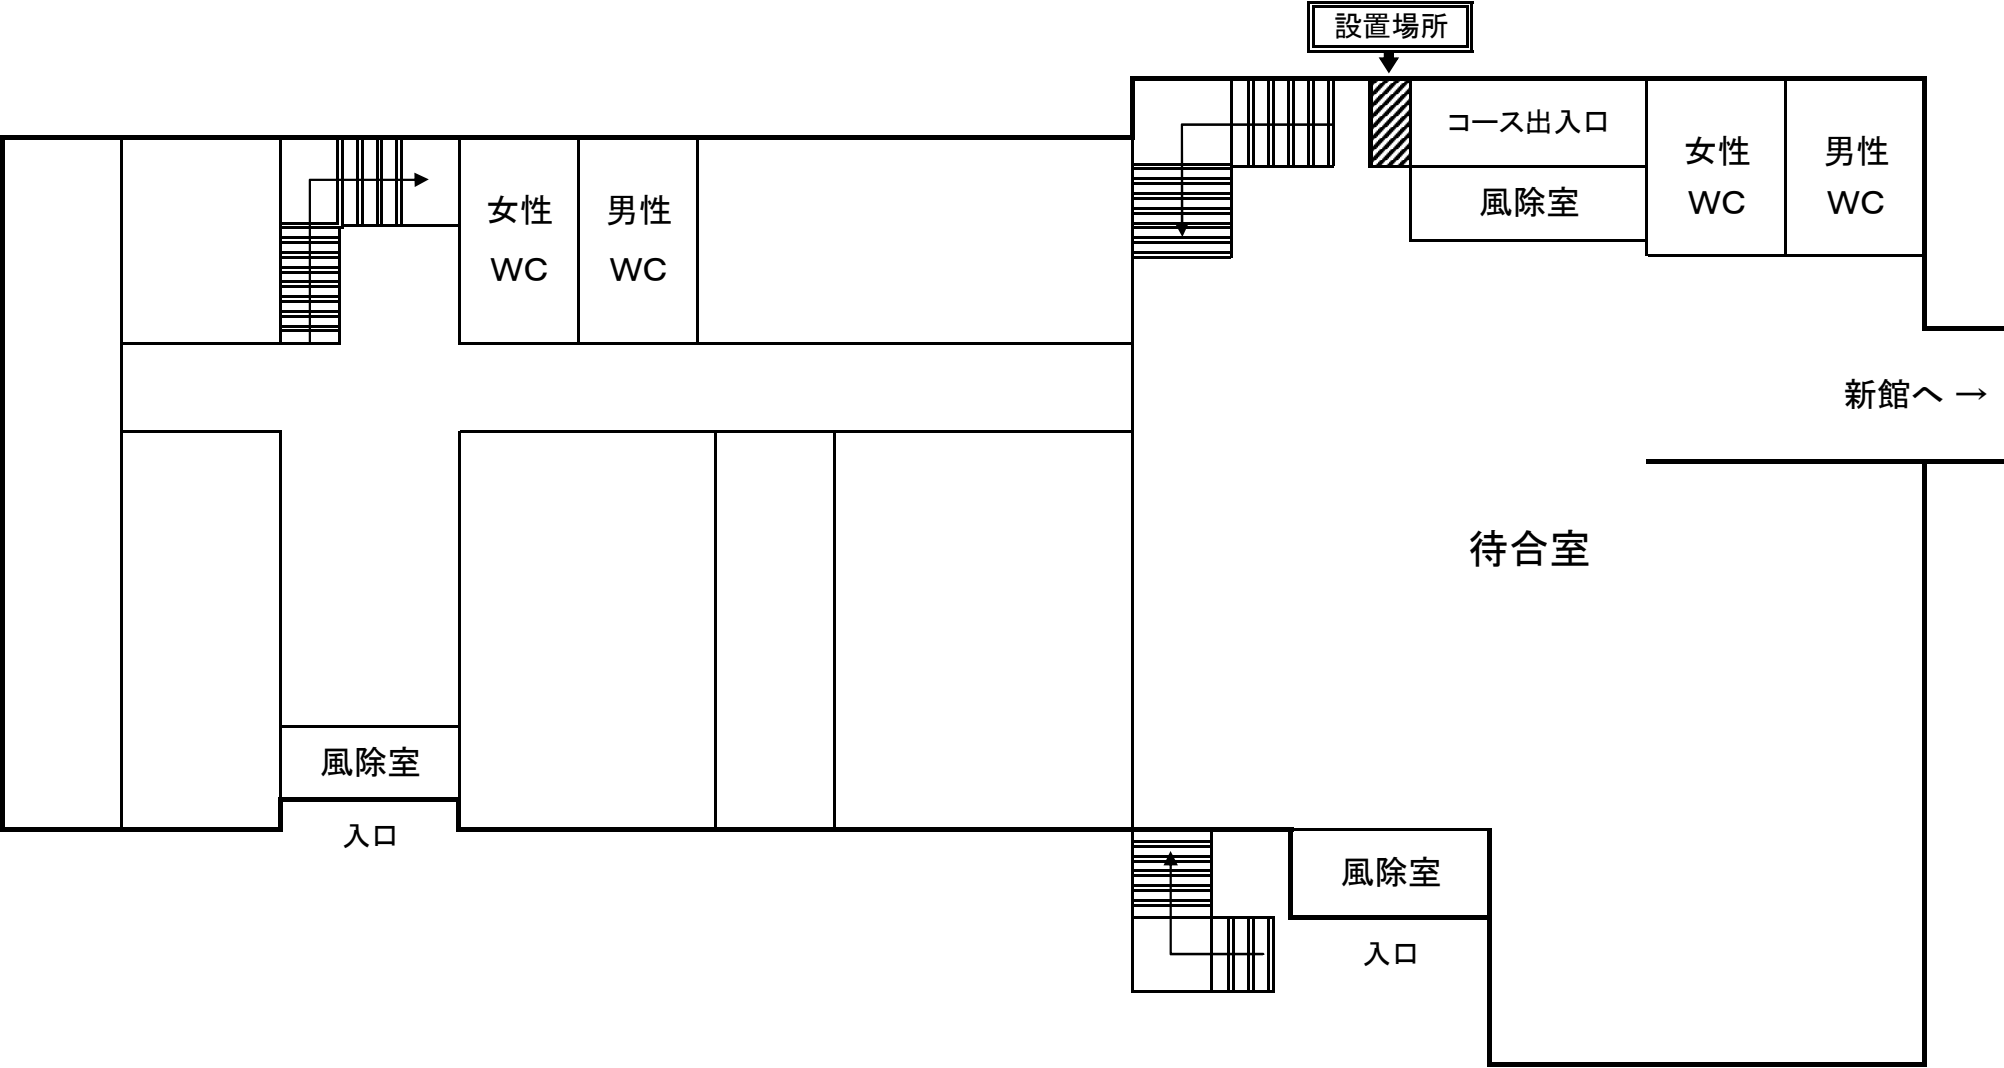 設置場所
コース出入口
女性
WC
男性
WC
風除室
女性
WC
男性
WC
新館へ →
待合室
風除室
入口
風除室
入口